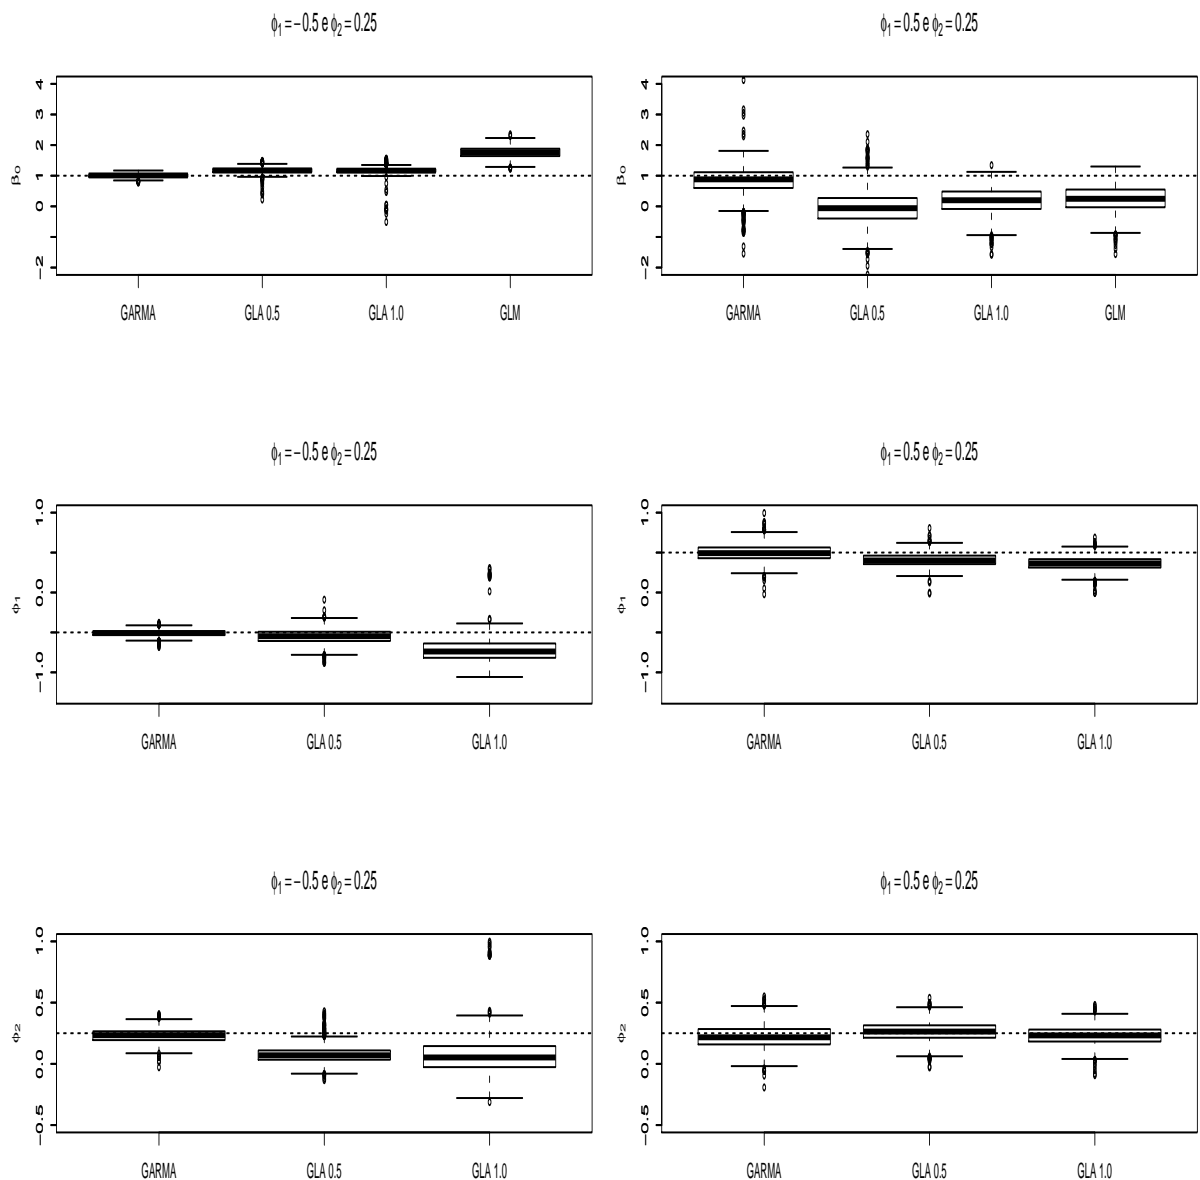 ϕ₁ = −0.5 e ϕ₂ = 0.25
β₀
4
3
2
1
0
−2
GARMA
GLA 0.5
GLA 1.0
GLM
ϕ₁ = 0.5 e ϕ₂ = 0.25
β₀
4
3
2
1
0
−2
GARMA
GLA 0.5
GLA 1.0
GLM
ϕ₁ = −0.5 e ϕ₂ = 0.25
ϕ₁
1.0
0.0
−1.0
GARMA
GLA 0.5
GLA 1.0
ϕ₁ = 0.5 e ϕ₂ = 0.25
ϕ₁
1.0
0.0
−1.0
GARMA
GLA 0.5
GLA 1.0
ϕ₁ = −0.5 e ϕ₂ = 0.25
ϕ₂
1.0
0.5
0.0
−0.5
GARMA
GLA 0.5
GLA 1.0
ϕ₁ = 0.5 e ϕ₂ = 0.25
ϕ₂
1.0
0.5
0.0
−0.5
GARMA
GLA 0.5
GLA 1.0